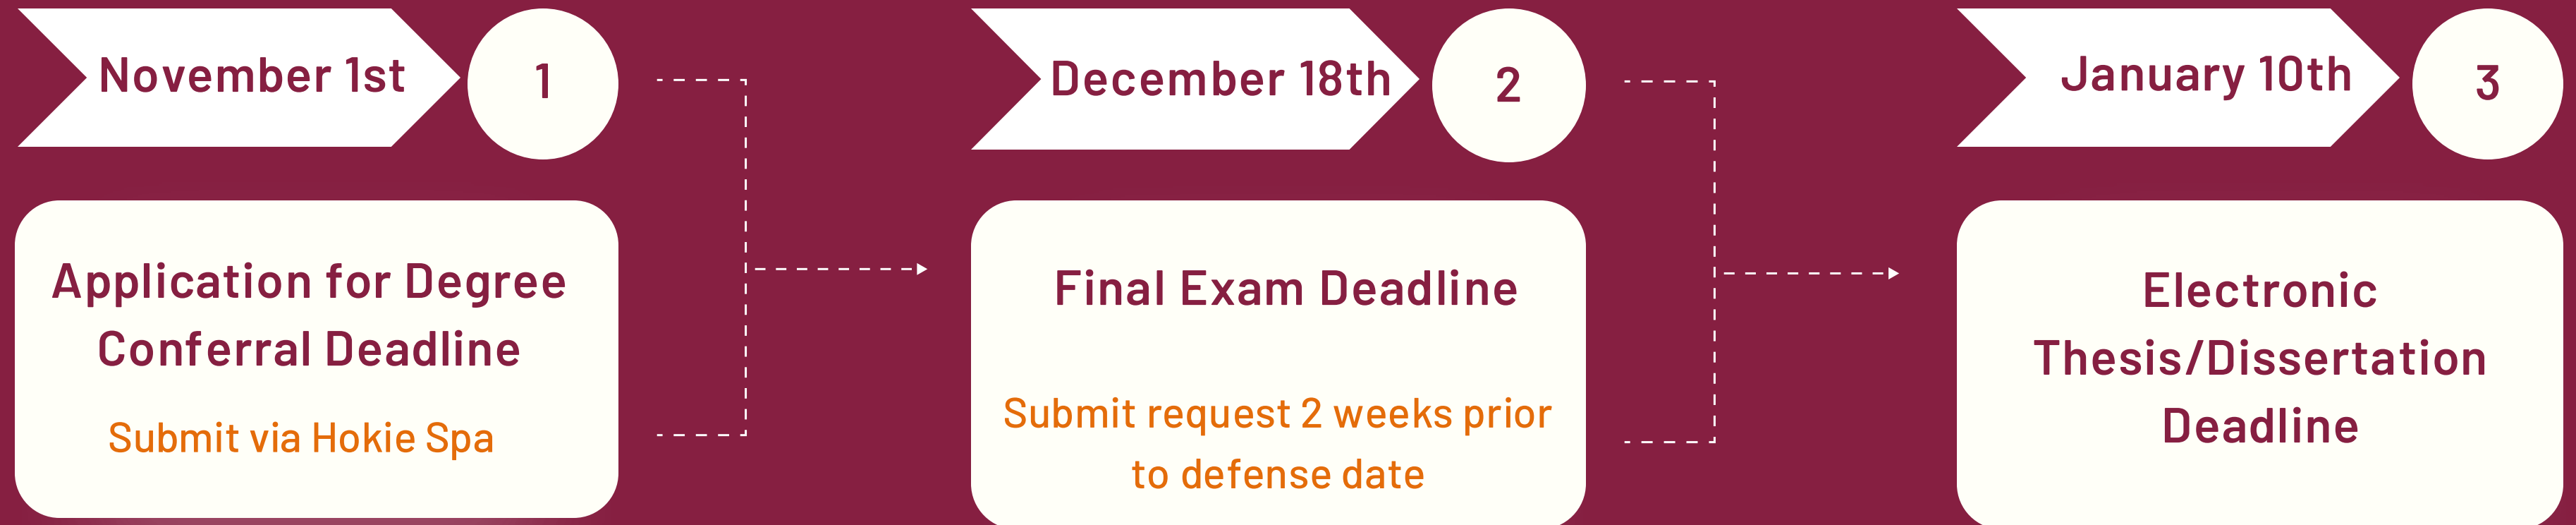 November 1st
1
Application for Degree
Conferral Deadline
Submit via Hokie Spa
December 18th
2
Final Exam Deadline
Submit request 2 weeks prior
to defense date
January 10th
3
Electronic
Thesis/Dissertation
Deadline